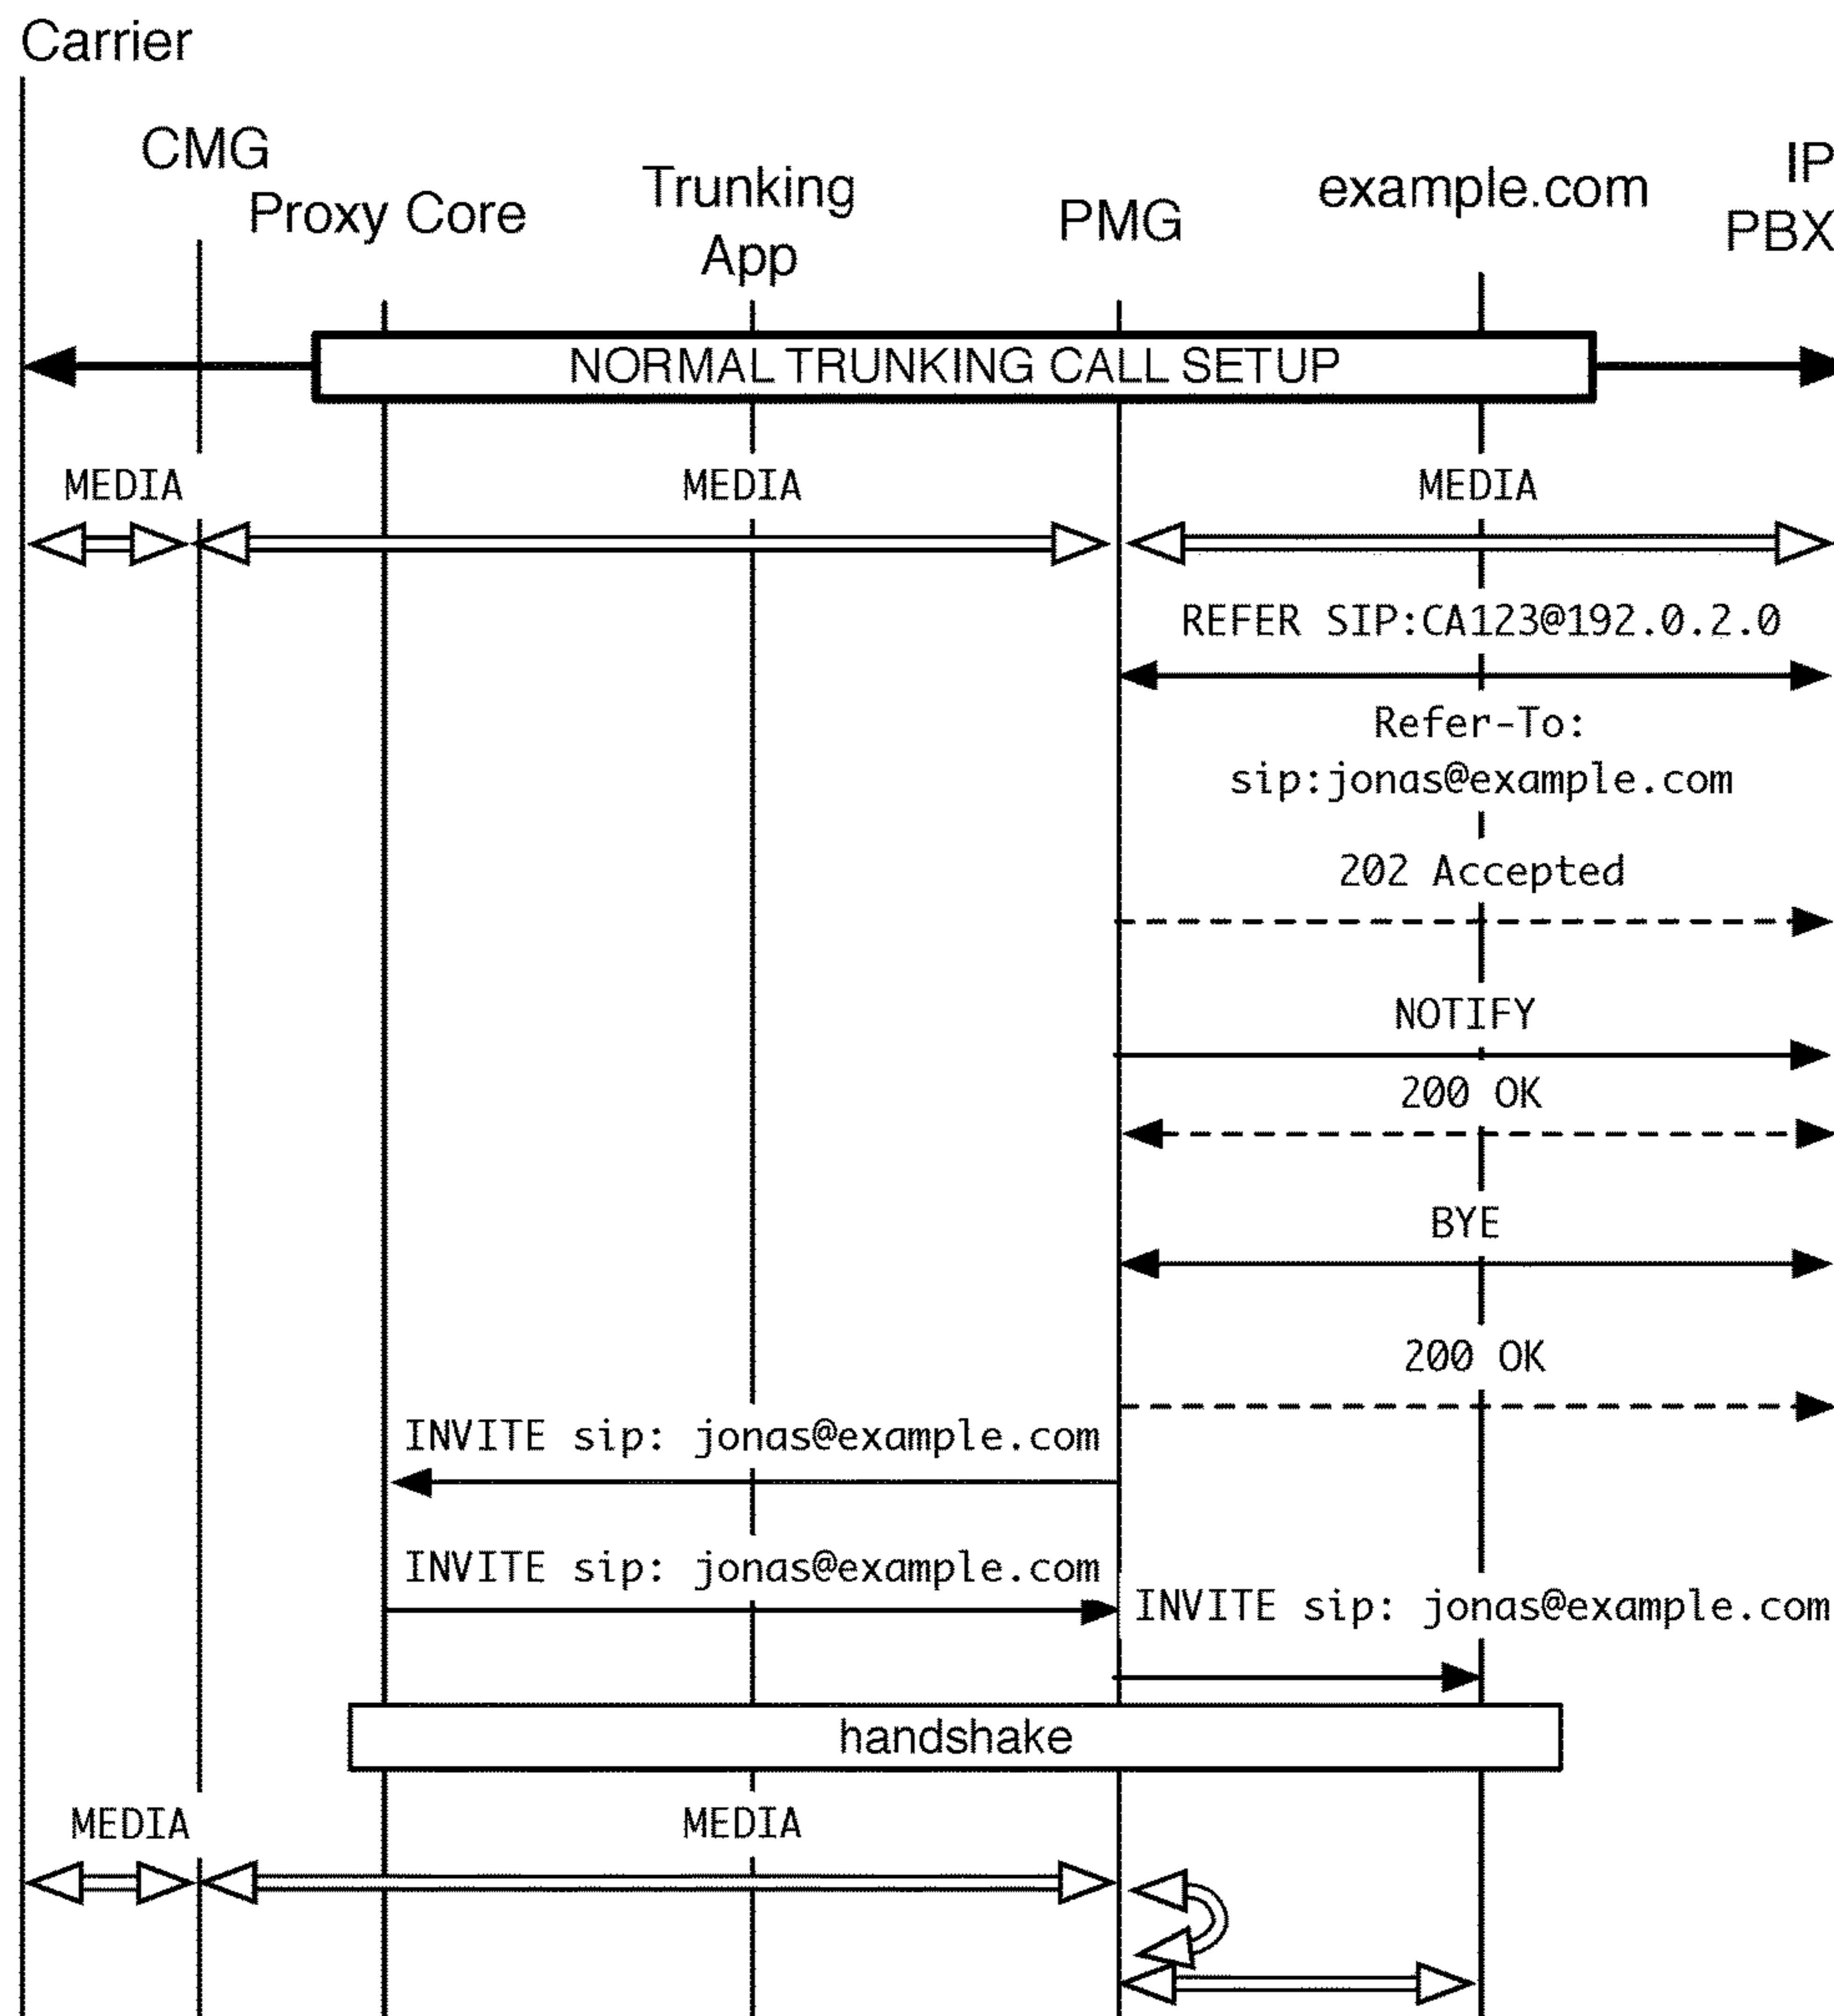 Carrier
CMG
Proxy Core
Trunking
App
PMG
example.com
IP
PBX
NORMAL TRUNKING CALL SETUP
MEDIA
MEDIA
MEDIA
REFER SIP:CA123@192.0.2.0
Refer-To:
sip:jonas@example.com
202 Accepted
NOTIFY
200 OK
BYE
200 OK
INVITE sip: jonas@example.com
INVITE sip: jonas@example.com
INVITE sip: jonas@example.com
handshake
MEDIA
MEDIA